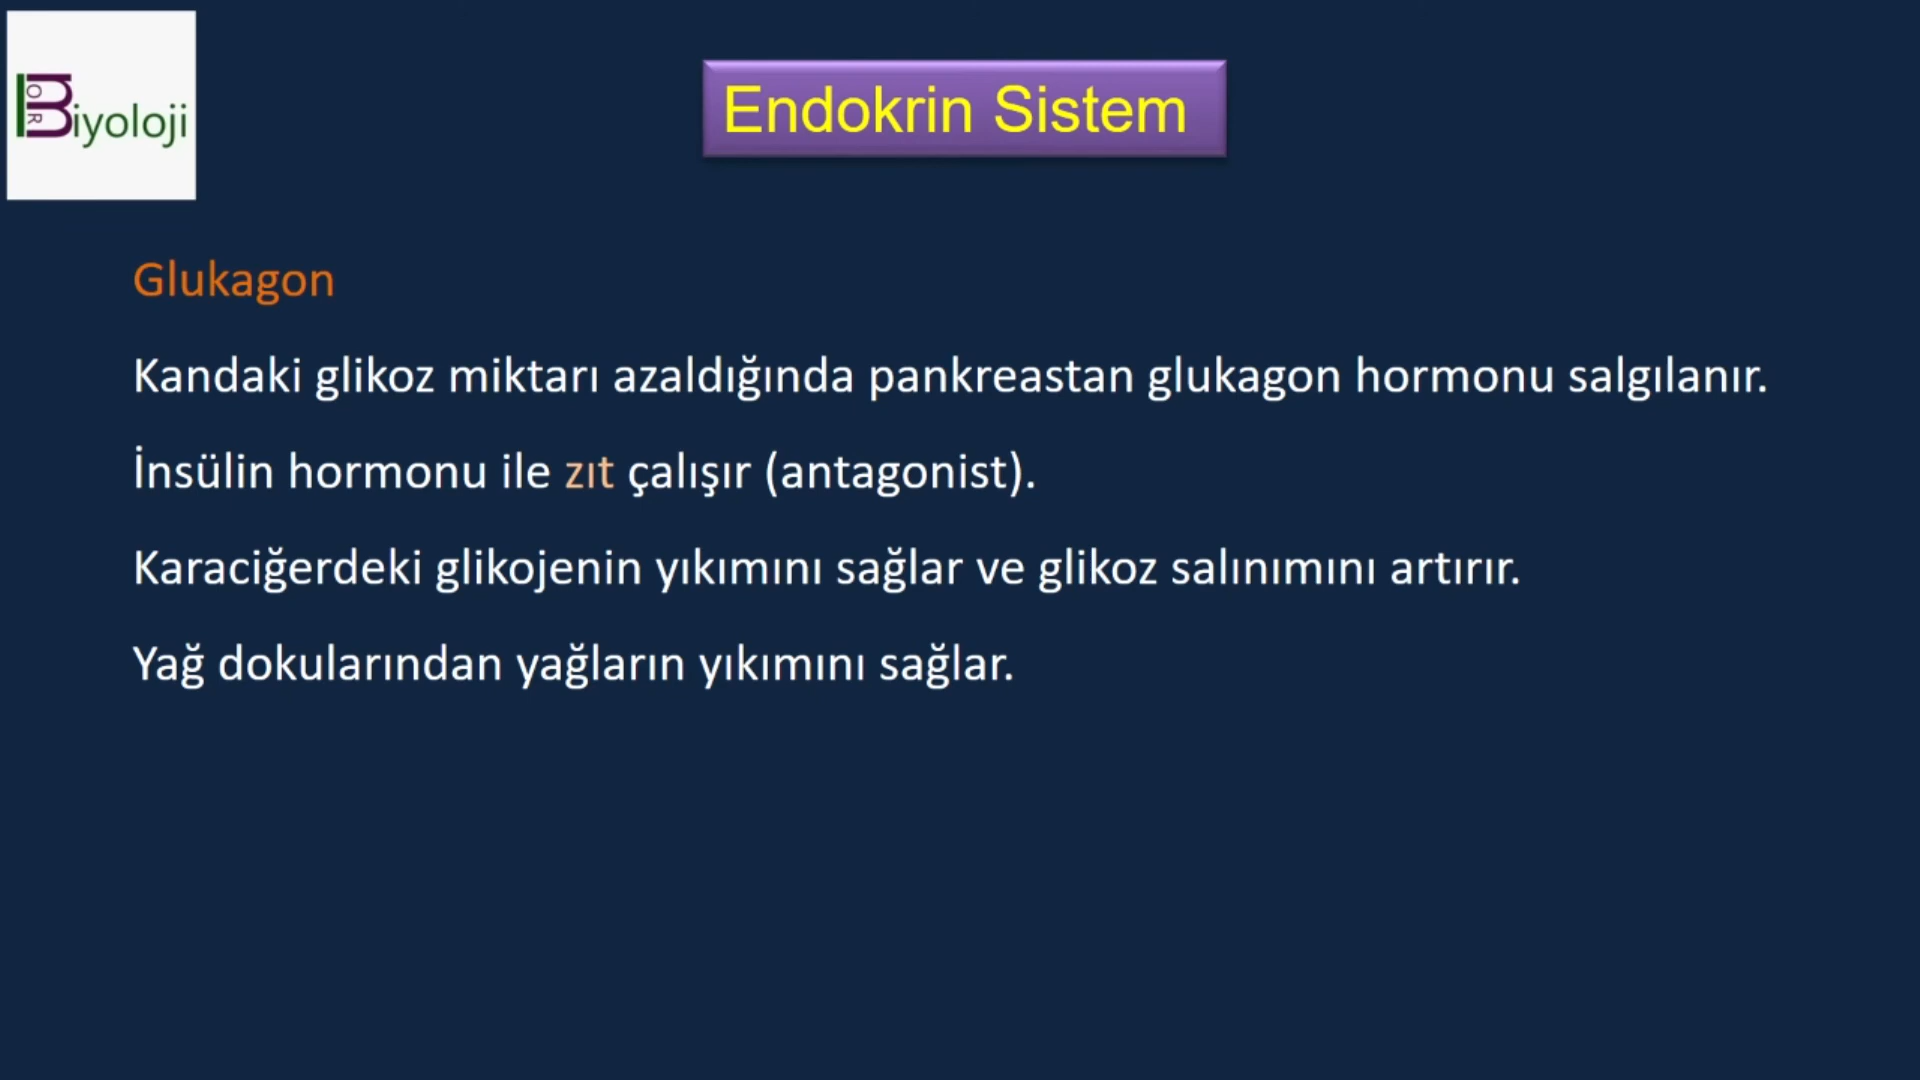 Biyoloji
Endokrin Sistem
Glukagon
Kandaki glikoz miktarı azaldığında pankreastan glukagon hormonu salgılanır.
İnsülin hormonu ile zıt çalışır (antagonist).
Karaciğerdeki glikojenin yıkımını sağlar ve glikoz salınımını artırır.
Yağ dokularından yağların yıkımını sağlar.